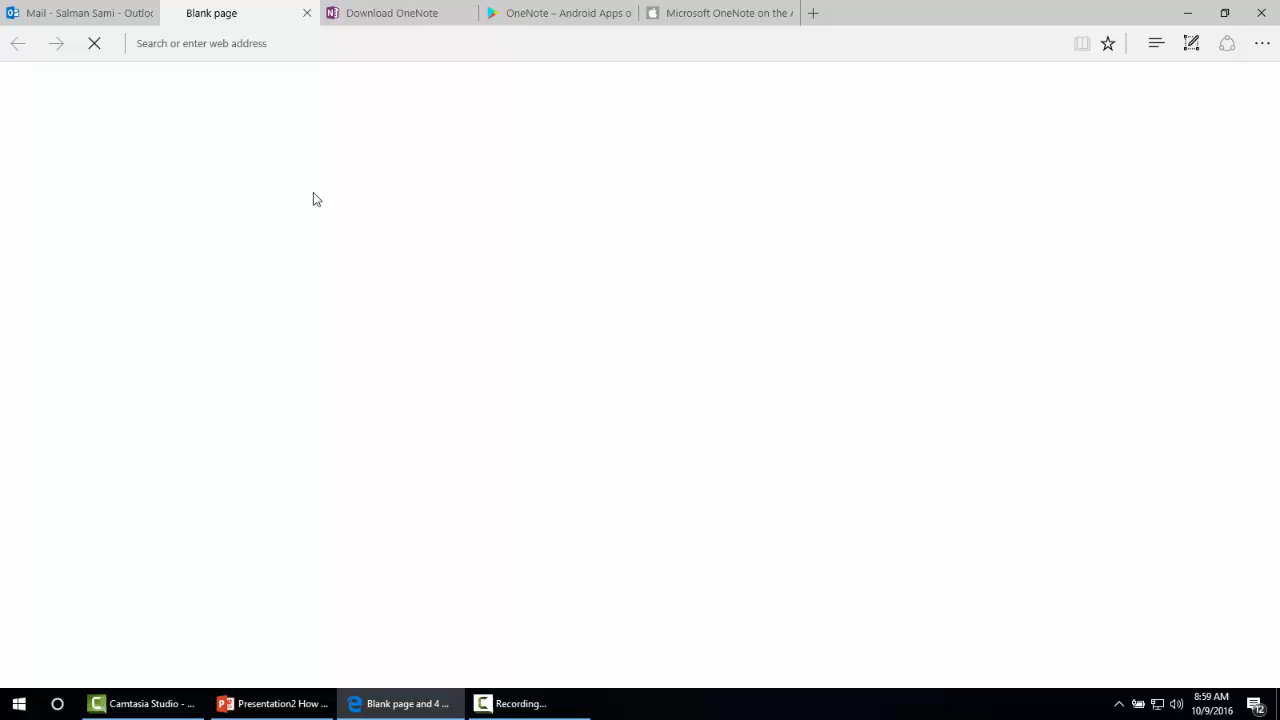 Mail - Salman Sami - Outloo
Blank page
Download OneNote
OneNote – Android Apps o
Microsoft OneNote on the A
Search or enter web address
Camtasia Studio - ...
Presentation2 How ...
Blank page and 4 ...
Recording...
8:59 AM
10/9/2016
12